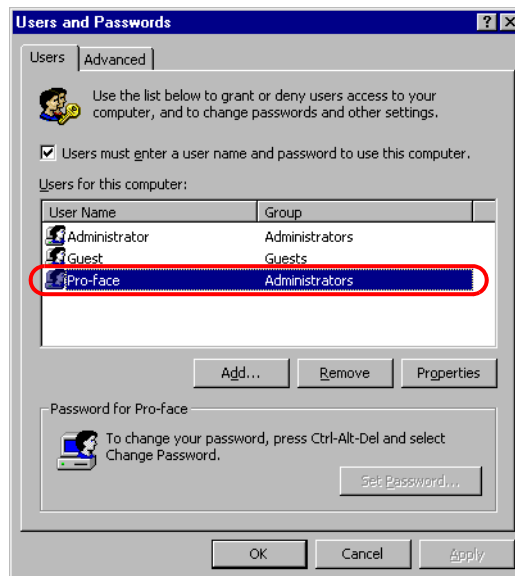 Users and Passwords
Users
Advanced
Use the list below to grant or deny users access to your
computer, and to change passwords and other settings.
Users must enter a user name and password to use this computer.
Users for this computer:
User Name Group
Administrator Administrators
Guest Guests
Pro-face Administrators
Add... Remove Properties
Password for Pro-face
To change your password, press Ctrl-Alt-Del and select
Change Password.
Set Password...
OK Cancel Apply